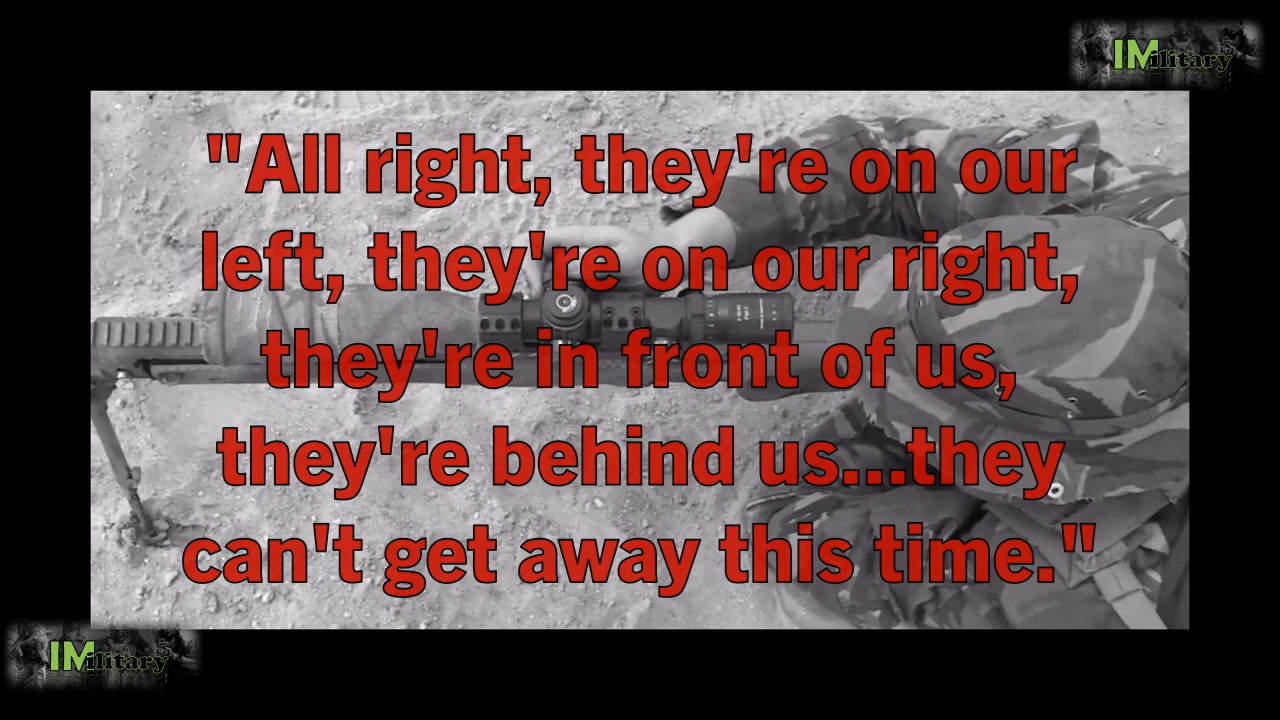 IMilitary
"All right, they're on our
left, they're on our right,
they're in front of us,
they're behind us...they
can't get away this time."
IMilitary